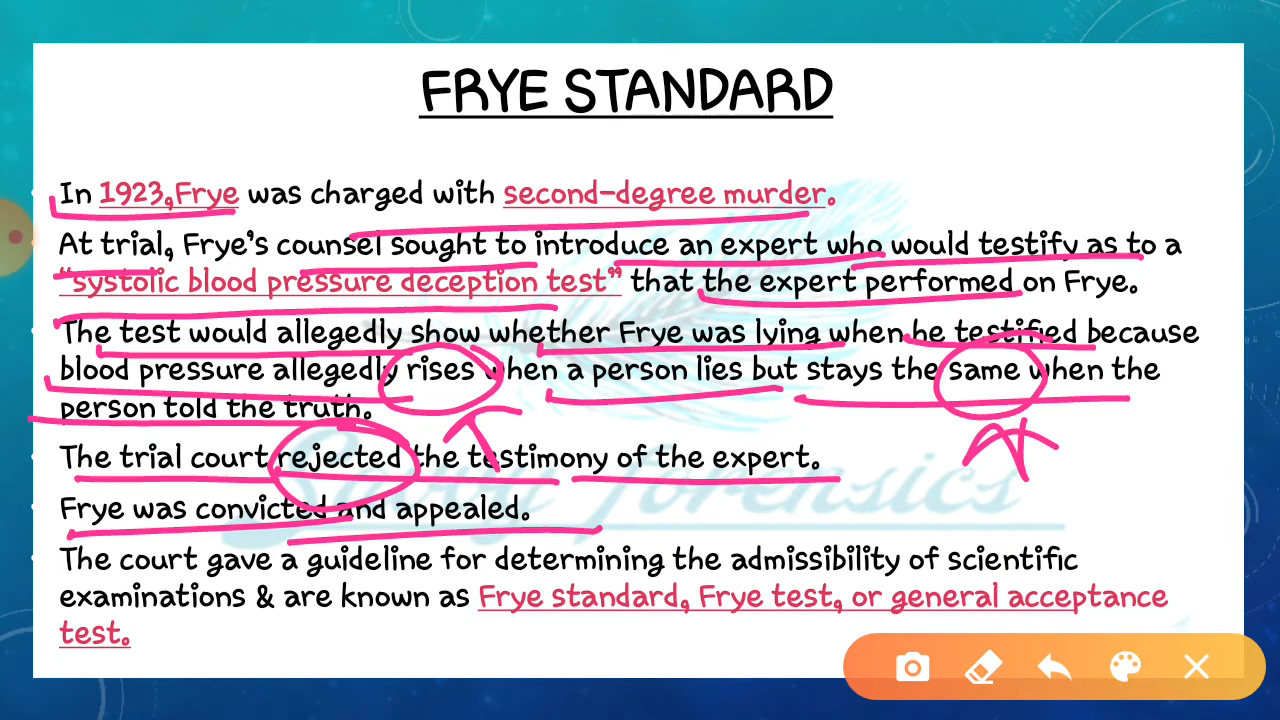 FRYE STANDARD
In 1923,Frye was charged with second-degree murder.
At trial, Frye's counsel sought to introduce an expert who would testify as to a
"systolic blood pressure deception test" that the expert performed on Frye.
The test would allegedly show whether Frye was lying when he testified because
blood pressure allegedly rises when a person lies but stays the same when the
person told the truth.
The trial court rejected the testimony of the expert.
Frye was convicted and appealed.
The court gave a guideline for determining the admissibility of scientific
examinations & are known as Frye standard, Frye test, or general acceptance
test.